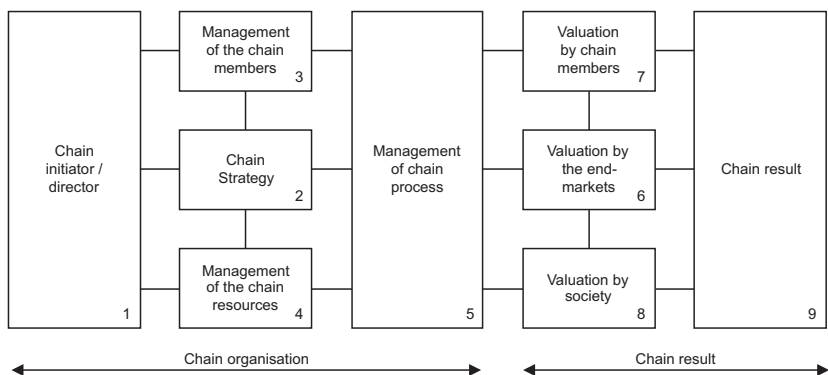 Chain
initiator /
director
1
Management
of the chain
members
3
Chain
Strategy
2
Management
of the chain
resources
4
Management
of chain
process
5
Valuation
by chain
members
7
Valuation by
the end-
markets
6
Valuation by
society
8
Chain result
9
Chain organisation
Chain result